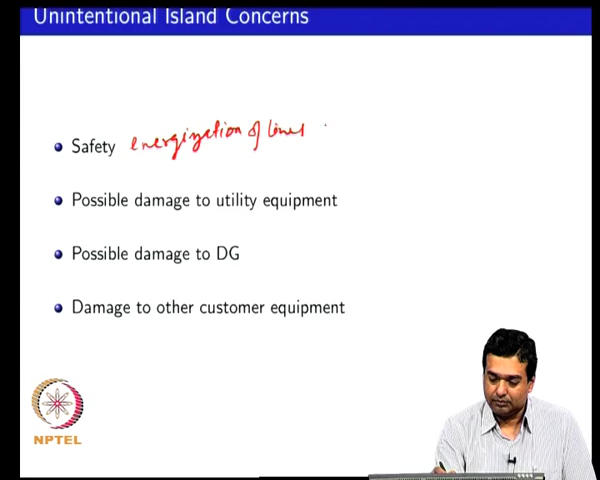 Unintentional Island Concerns
Safety energization of lines
Possible damage to utility equipment
Possible damage to DG
Damage to other customer equipment
NPTEL